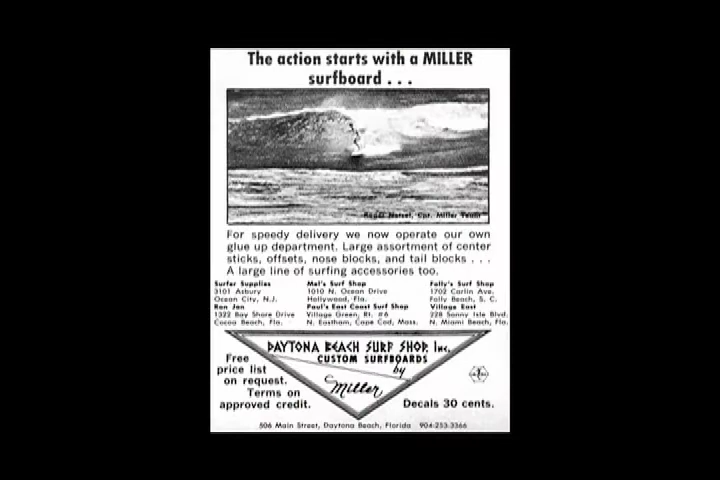 The action starts with a MILLER
surfboard . . .
Cpt. Miller Team
For speedy delivery we now operate our own
glue up department. Large assortment of center
sticks, offsets, nose blocks, and tail blocks . . .
A large line of surfing accessories too.
Surfer Supplies
3101 Asbury
Ocean City, N.J.
Ron Jon
1322 Bay Shore Drive
Cocoa Beach, Fla.
Mel's Surf Shop
1010 N. Ocean Drive
Hollywood, Fla.
Paul's East Coast Surf Shop
Village Green, Rt. #6
N. Eastham, Cape Cod, Mass.
Fally's Surf Shop
1702 Carlin Ave.
Folly Beach, S. C.
Village East
228 Sunny Isle Blvd.
N. Miami Beach, Fla.
DAYTONA BEACH SURF SHOP, Inc.
CUSTOM SURFBOARDS
by
Miller
Free
price list
on request.
Terms on
approved credit.
Decals 30 cents.
506 Main Street, Daytona Beach, Florida 904-253-3366